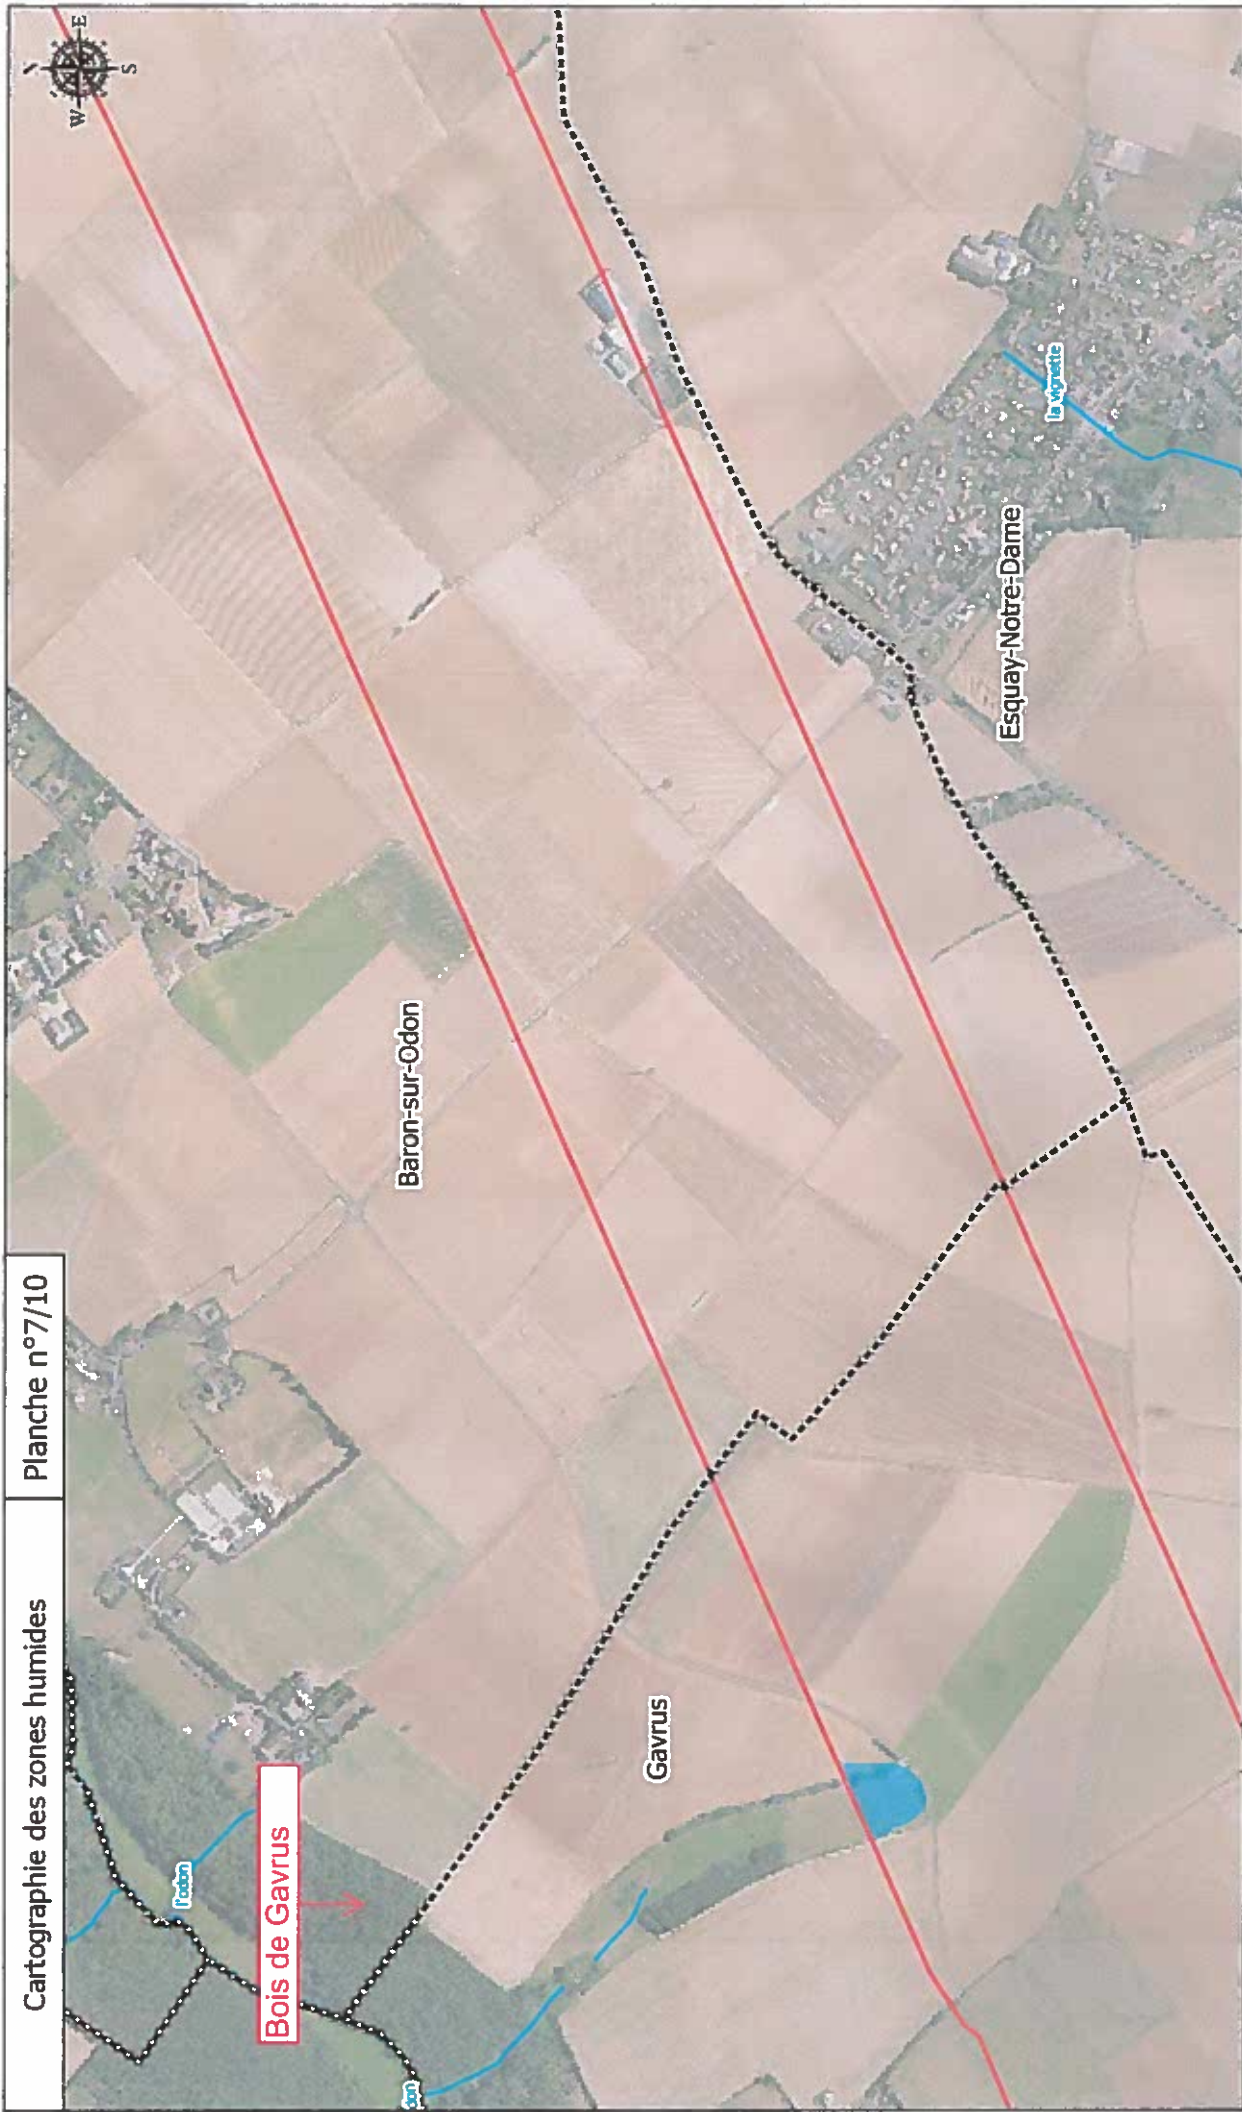 Cartographie des zones humides
Planche n°7/10
N
W
E
S
l'odon
Bois de Gavrus
Baron-sur-Odon
Gavrus
Esquay-Notre-Dame
la vignette